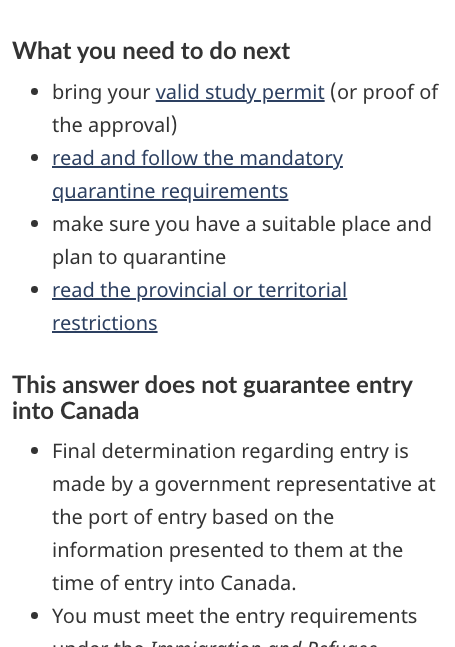 What you need to do next
bring your valid study permit (or proof of
the approval)
read and follow the mandatory
quarantine requirements
make sure you have a suitable place and
plan to quarantine
read the provincial or territorial
restrictions
This answer does not guarantee entry
into Canada
Final determination regarding entry is
made by a government representative at
the port of entry based on the
information presented to them at the
time of entry into Canada.
You must meet the entry requirements
under the Immigration and Refugee